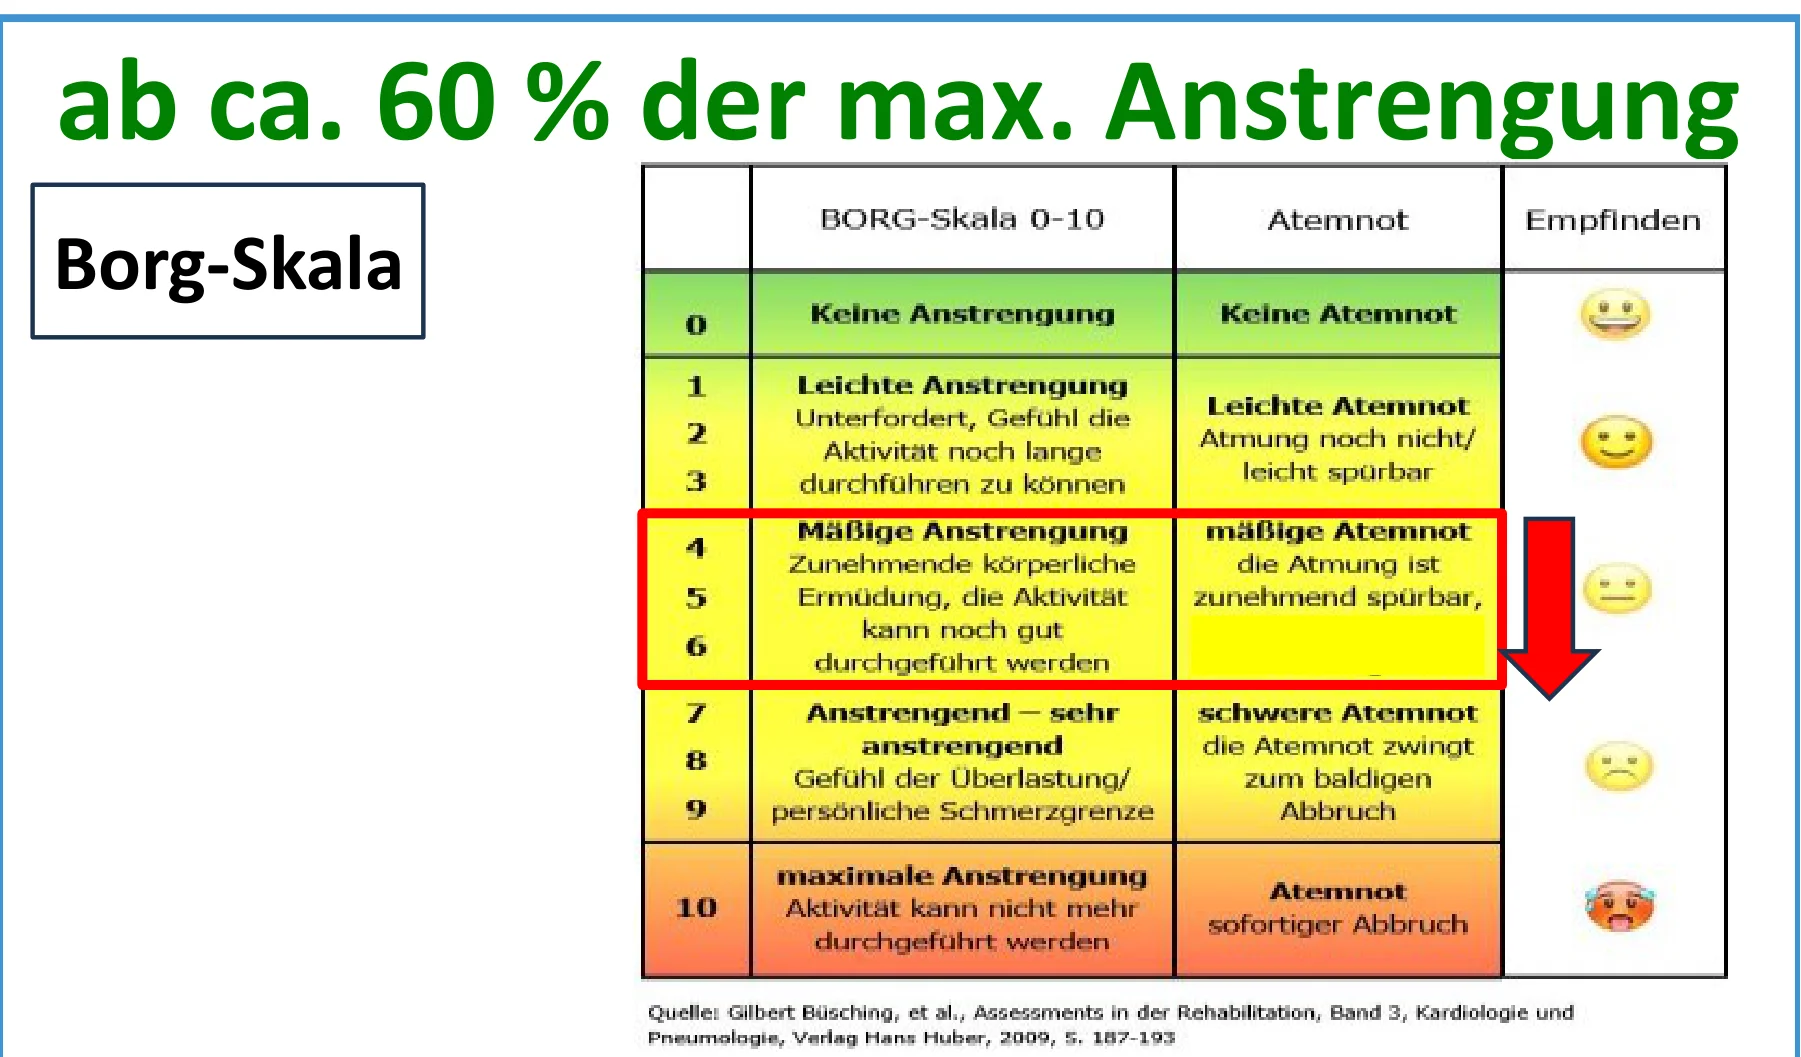 ab ca. 60 % der max. Anstrengung
Borg-Skala
BORG-Skala 0-10
Atemnot
Empfinden
0
Keine Anstrengung
Keine Atemnot
1
2
3
Leichte Anstrengung
Unterfordert, Gefühl die
Aktivität noch lange
durchführen zu können
Leichte Atemnot
Atmung noch nicht/
leicht spürbar
4
5
6
Mäßige Anstrengung
Zunehmende körperliche
Ermüdung, die Aktivität
kann noch gut
durchgeführt werden
mäßige Atemnot
die Atmung ist
zunehmend spürbar,
7
8
9
Anstrengend – sehr
anstrengend
Gefühl der Überlastung/
persönliche Schmerzgrenze
schwere Atemnot
die Atemnot zwingt
zum baldigen
Abbruch
10
maximale Anstrengung
Aktivität kann nicht mehr
durchgeführt werden
Atemnot
sofortiger Abbruch
Quelle: Gilbert Büsching, et al., Assessments in der Rehabilitation, Band 3, Kardiologie und
Pneumologie, Verlag Hans Huber, 2009, S. 187-193